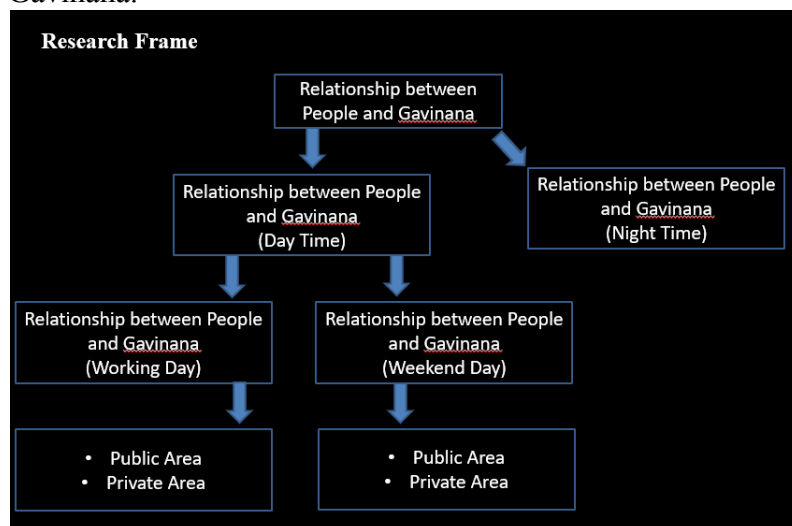 Gavinana.
Research Frame
Relationship between
People and Gavinana
Relationship between People
and Gavinana
(Day Time)
Relationship between People
and Gavinana
(Night Time)
Relationship between People
and Gavinana
(Working Day)
Relationship between People
and Gavinana
(Weekend Day)
• Public Area
• Private Area
• Public Area
• Private Area